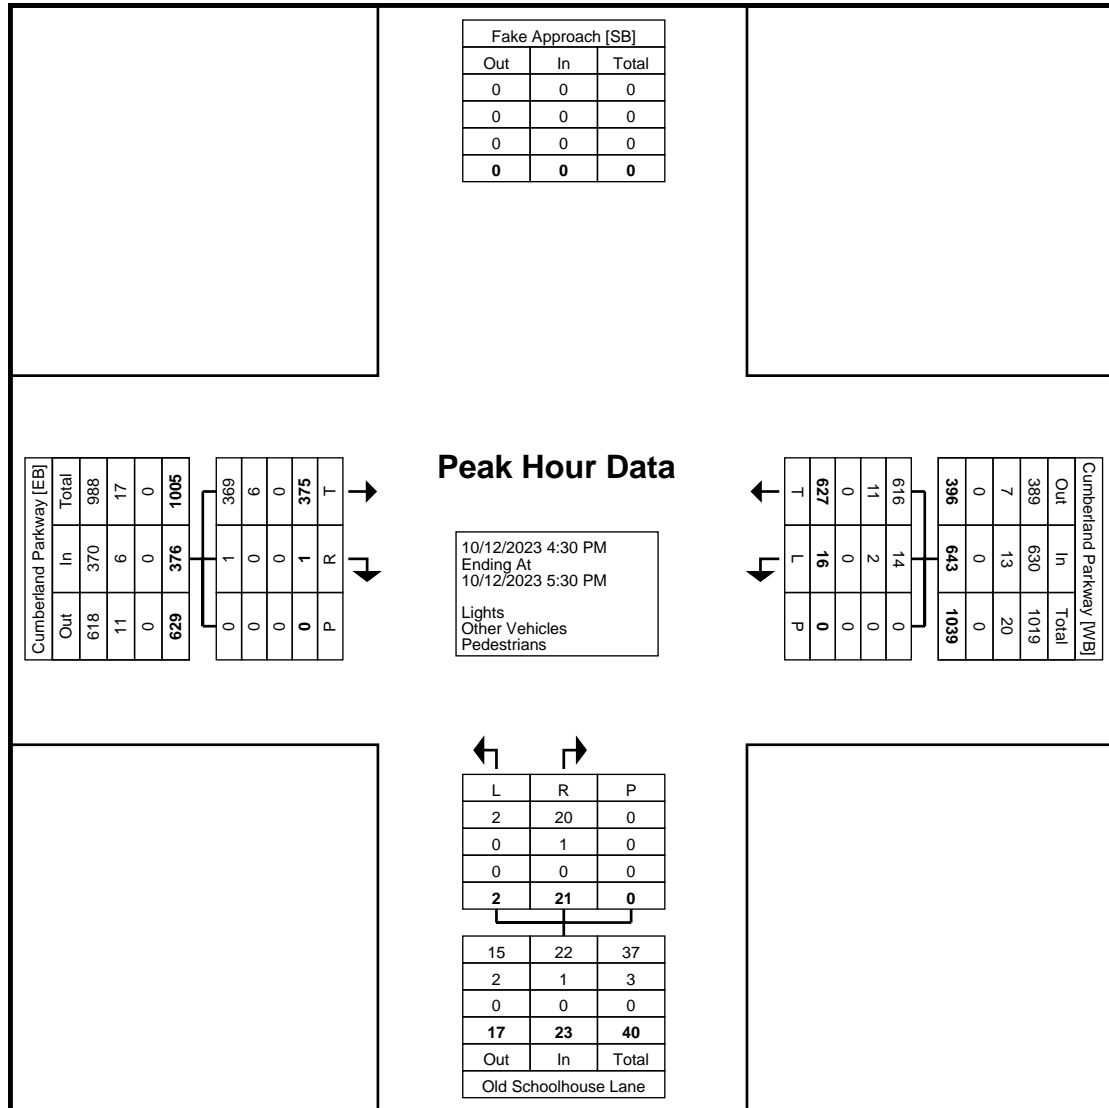 Fake Approach [SB]
Out In Total
0 0 0
0 0 0
0 0 0
0 0 0
Peak Hour Data
10/12/2023 4:30 PM
Ending At
10/12/2023 5:30 PM
Lights
Other Vehicles
Pedestrians
Cumberland Parkway [EB]
Out In Total
618 370 988
11 6 17
0 0 0
629 376 1005
0 1 369
0 0 6
0 0 0
0 1 375
P R T
Cumberland Parkway [WB]
Out In Total
389 630 1019
7 13 20
0 0 0
396 643 1039
616 14 0
11 2 0
0 0 0
627 16 0
T L P
L R P
2 20 0
0 1 0
0 0 0
2 21 0
15 22 37
2 1 3
0 0 0
17 23 40
Out In Total
Old Schoolhouse Lane